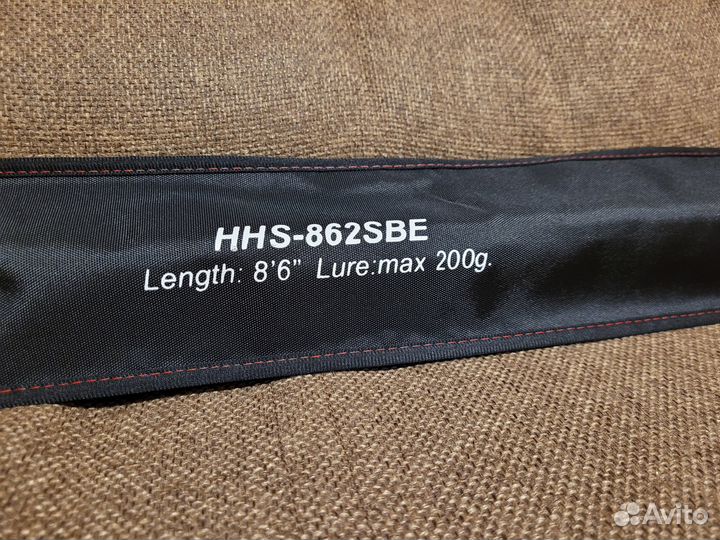 HHS-862SBE
Length: 8'6” Lure:max 200g.
Avito